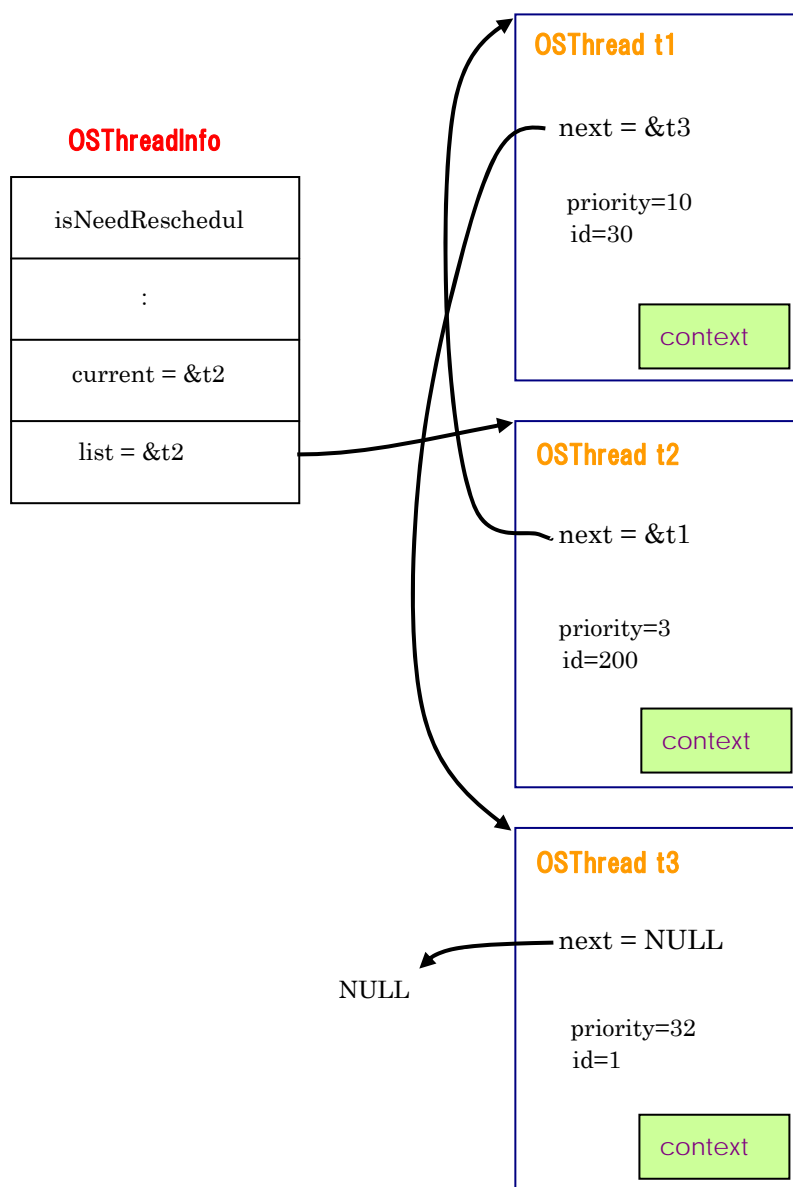 OSThreadInfo
isNeedReschedul
:
current = &t2
list = &t2
OSThread t1
next = &t3
priority=10
id=30
context
OSThread t2
next = &t1
priority=3
id=200
context
OSThread t3
next = NULL
NULL
priority=32
id=1
context